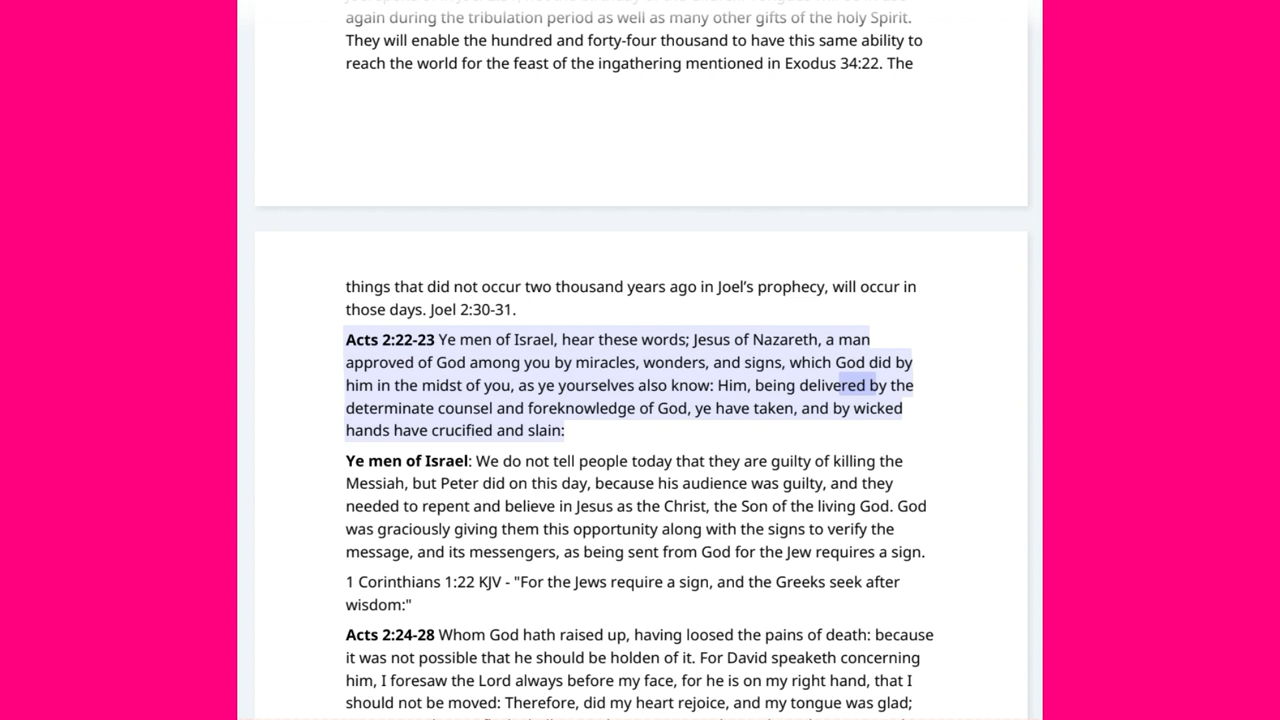 again during the tribulation period as well as many other gifts of the holy Spirit.
They will enable the hundred and forty-four thousand to have this same ability to
reach the world for the feast of the ingathering mentioned in Exodus 34:22. The
things that did not occur two thousand years ago in Joel’s prophecy, will occur in
those days. Joel 2:30-31.
Acts 2:22-23 Ye men of Israel, hear these words; Jesus of Nazareth, a man
approved of God among you by miracles, wonders, and signs, which God did by
him in the midst of you, as ye yourselves also know: Him, being delivered by the
determinate counsel and foreknowledge of God, ye have taken, and by wicked
hands have crucified and slain:
Ye men of Israel: We do not tell people today that they are guilty of killing the
Messiah, but Peter did on this day, because his audience was guilty, and they
needed to repent and believe in Jesus as the Christ, the Son of the living God. God
was graciously giving them this opportunity along with the signs to verify the
message, and its messengers, as being sent from God for the Jew requires a sign.
1 Corinthians 1:22 KJV - "For the Jews require a sign, and the Greeks seek after
wisdom:"
Acts 2:24-28 Whom God hath raised up, having loosed the pains of death: because
it was not possible that he should be holden of it. For David speaketh concerning
him, I foresaw the Lord always before my face, for he is on my right hand, that I
should not be moved: Therefore, did my heart rejoice, and my tongue was glad;